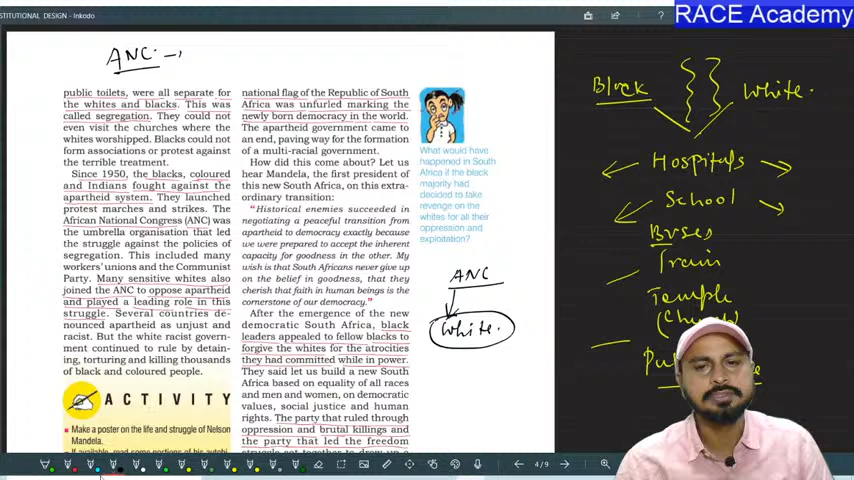 STITUTIONAL DESIGN - Inkodo
RACE Academy
ANC -
public toilets, were all separate for
the whites and blacks. This was
called segregation. They could not
even visit the churches where the
whites worshipped. Blacks could not
form associations or protest against
the terrible treatment.
Since 1950, the blacks, coloured
and Indians fought against the
apartheid system. They launched
protest marches and strikes. The
African National Congress (ANC) was
the umbrella organisation that led
the struggle against the policies of
segregation. This included many
workers' unions and the Communist
Party. Many sensitive whites also
joined the ANC to oppose apartheid
and played a leading role in this
struggle. Several countries de-
nounced apartheid as unjust and
racist. But the white racist govern-
ment continued to rule by detain-
ing, torturing and killing thousands
of black and coloured people.
ACTIVITY
Make a poster on the life and struggle of Nelson
Mandela.
If available, read some portions of his autobi-
national flag of the Republic of South
Africa was unfurled marking the
newly born democracy in the world.
The apartheid government came to
an end, paving way for the formation
of a multi-racial government.
How did this come about? Let us
hear Mandela, the first president of
this new South Africa, on this extra-
ordinary transition:
"Historical enemies succeeded in
negotiating a peaceful transition from
apartheid to democracy exactly because
we were prepared to accept the inherent
capacity for goodness in the other. My
wish is that South Africans never give up
on the belief in goodness, that they
cherish that faith in human beings is the
cornerstone of our democracy."
After the emergence of the new
democratic South Africa, black
leaders appealed to fellow blacks to
forgive the whites for the atrocities
they had committed while in power.
They said let us build a new South
Africa based on equality of all races
and men and women, on democratic
values, social justice and human
rights. The party that ruled through
oppression and brutal killings and
the party that led the freedom
struggle sat together to draw up a
What would have
happened in South
Africa if the black
majority had
decided to take
revenge on the
whites for all their
oppression and
exploitation?
ANC
White.
Block
White.
Hospitals
School
Buses
Train
Temple
4/9